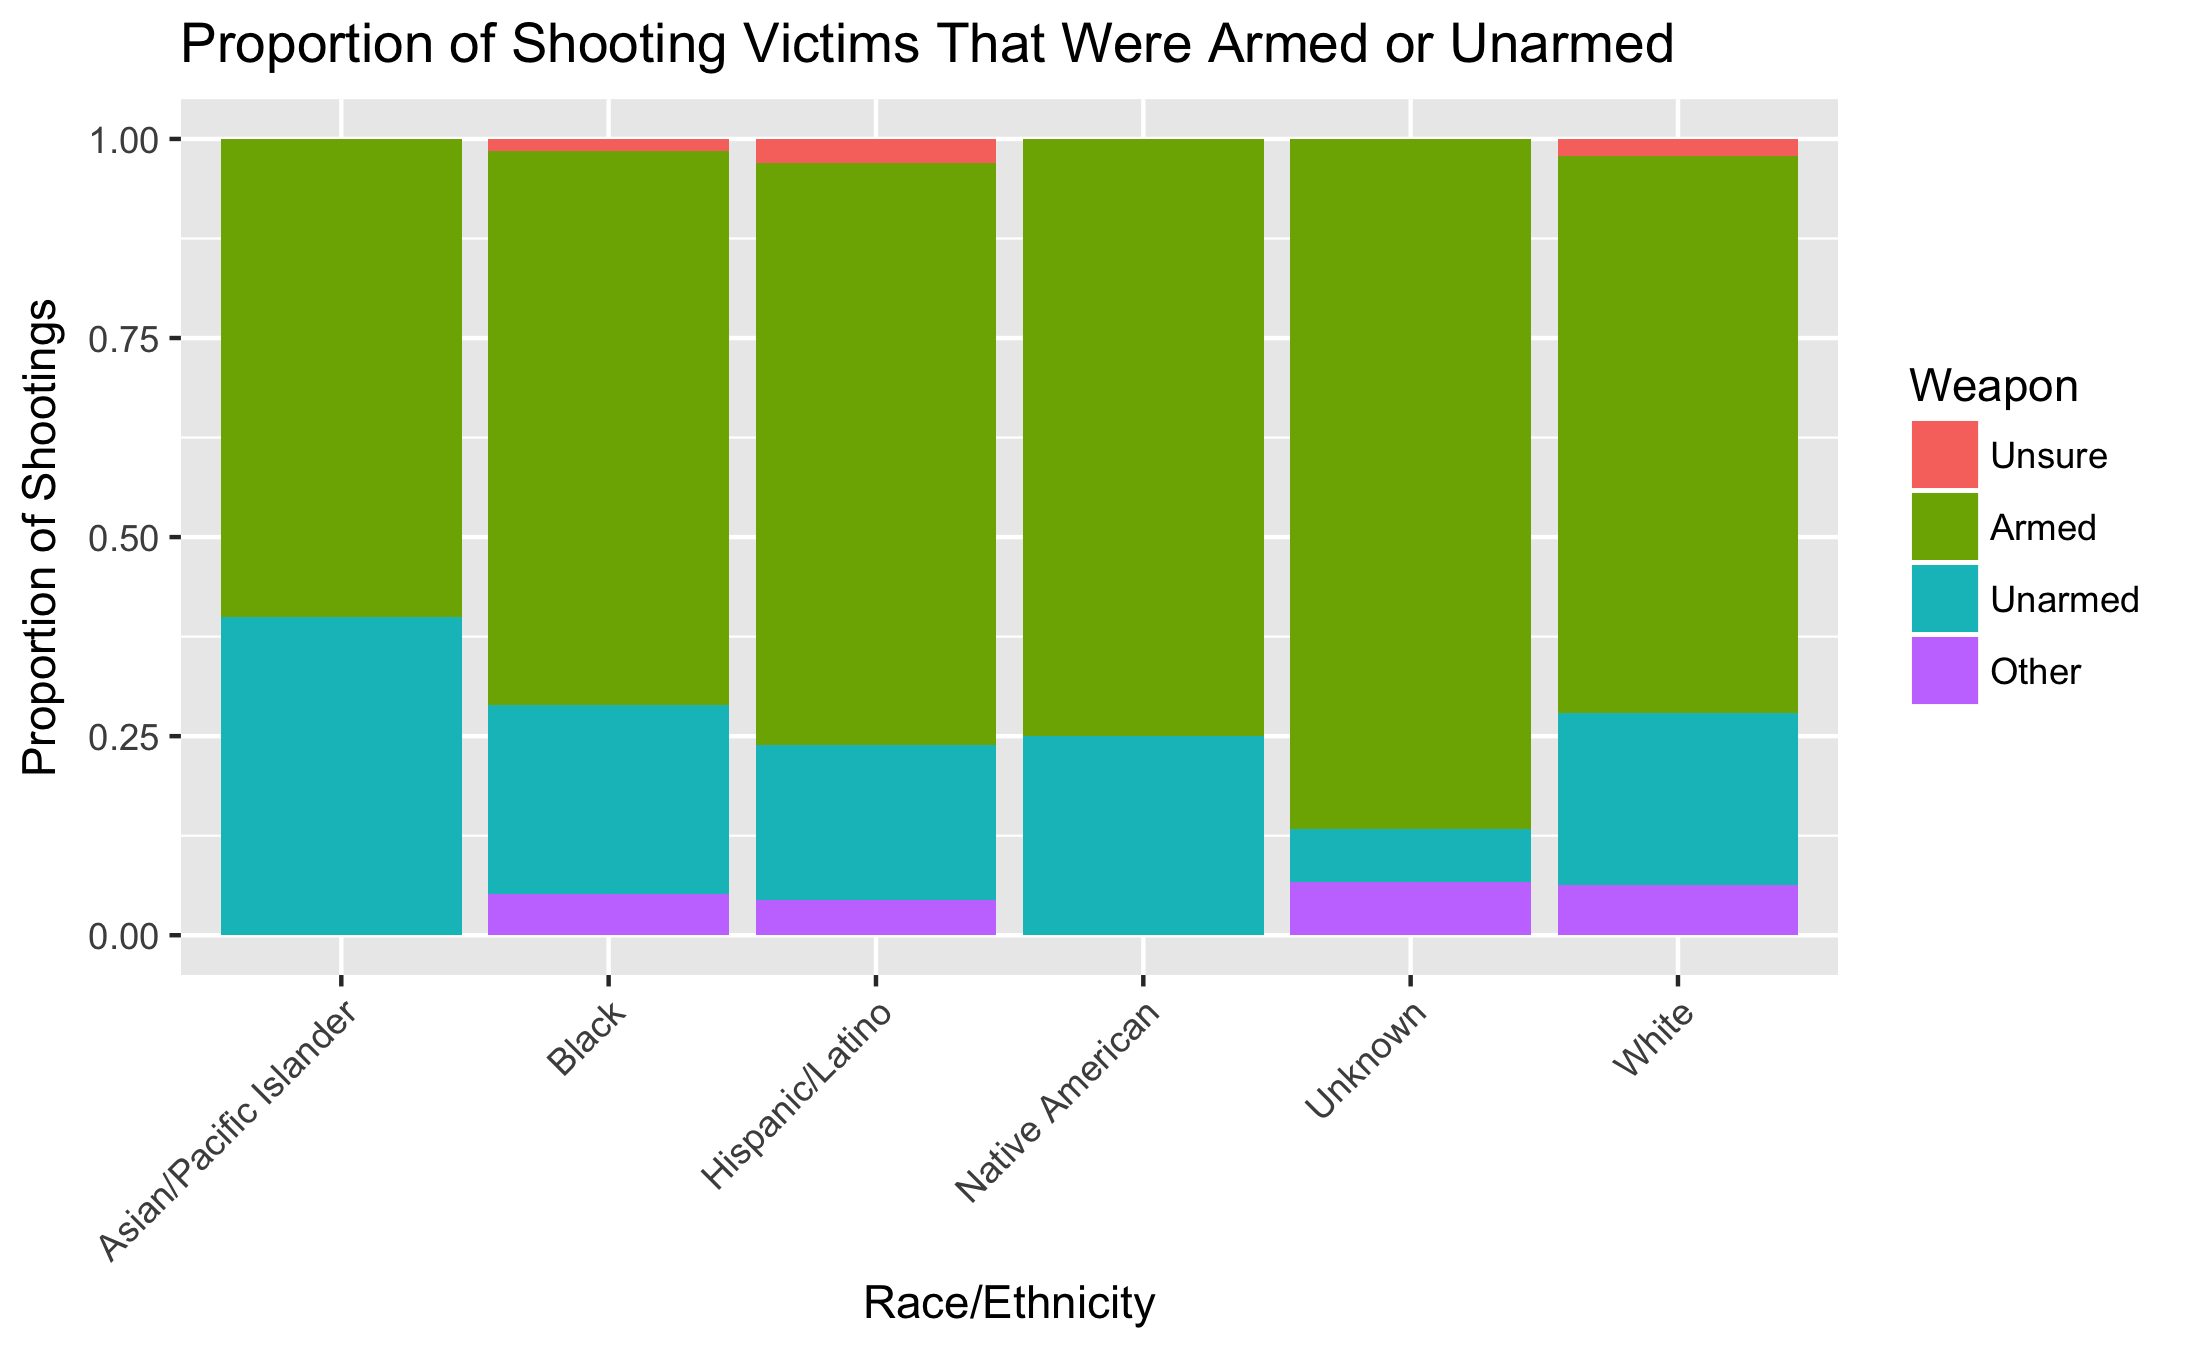 Proportion of Shooting Victims That Were Armed or Unarmed
Proportion of Shootings
1.00
0.75
0.50
0.25
0.00
Asian/Pacific Islander
Black
Hispanic/Latino
Native American
Unknown
White
Race/Ethnicity
Weapon
Unsure
Armed
Unarmed
Other